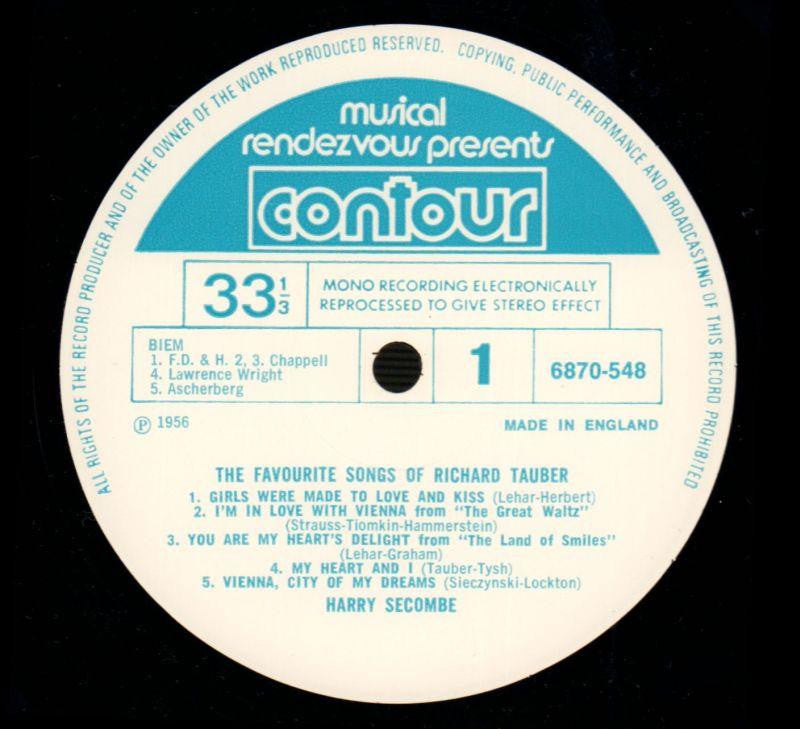 ALL RIGHTS OF THE RECORD PRODUCER AND OF THE OWNER OF THE WORK REPRODUCED RESERVED. COPYING, PUBLIC PERFORMANCE AND BROADCASTING OF THIS RECORD PROHIBITED
musical
rendezvous presents
contour
33 1/3
MONO RECORDING ELECTRONICALLY
REPROCESSED TO GIVE STEREO EFFECT
BIEM
1. F.D. & H. 2, 3. Chappell
4. Lawrence Wright
5. Ascherberg
1
6870-548
Ⓟ 1956
MADE IN ENGLAND
THE FAVOURITE SONGS OF RICHARD TAUBER
1. GIRLS WERE MADE TO LOVE AND KISS (Lehar-Herbert)
2. I'M IN LOVE WITH VIENNA from "The Great Waltz"
(Strauss-Tiomkin-Hammerstein)
3. YOU ARE MY HEART'S DELIGHT from "The Land of Smiles"
(Lehar-Graham)
4. MY HEART AND I (Tauber-Tysh)
5. VIENNA, CITY OF MY DREAMS (Sieczynski-Lockton)
HARRY SECOMBE